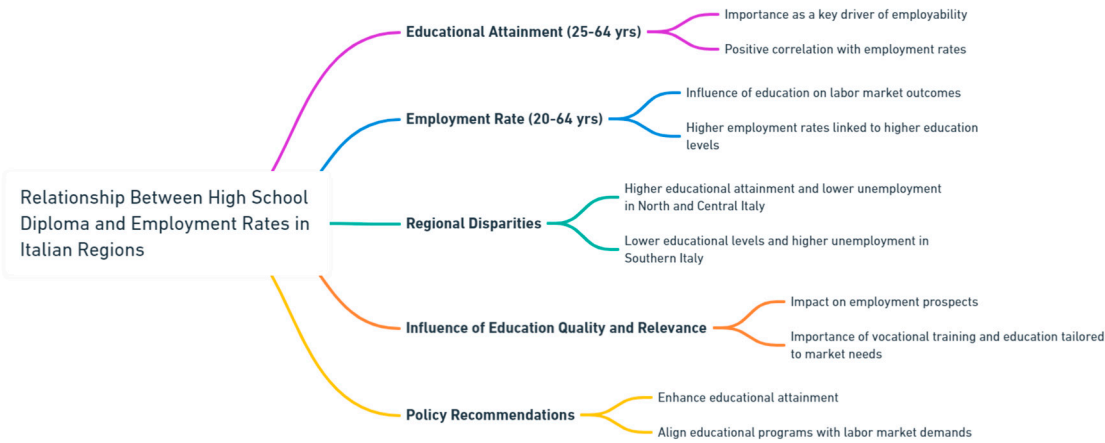 Relationship Between High School
Diploma and Employment Rates in
Italian Regions
Educational Attainment (25-64 yrs)
Importance as a key driver of employability
Positive correlation with employment rates
Employment Rate (20-64 yrs)
Influence of education on labor market outcomes
Higher employment rates linked to higher education
levels
Regional Disparities
Higher educational attainment and lower unemployment
in North and Central Italy
Lower educational levels and higher unemployment in
Southern Italy
Influence of Education Quality and Relevance
Impact on employment prospects
Importance of vocational training and education tailored
to market needs
Policy Recommendations
Enhance educational attainment
Align educational programs with labor market demands